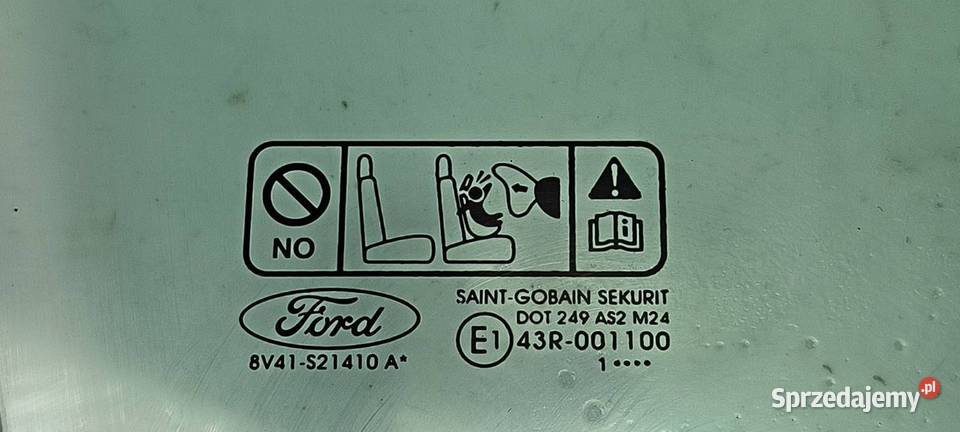 NO
Ford
8V41-S21410 A*
SAINT-GOBAIN SEKURIT
DOT 249 AS2 M24
E1 43R-001100
1 ••••
Sprzedajemy.pl